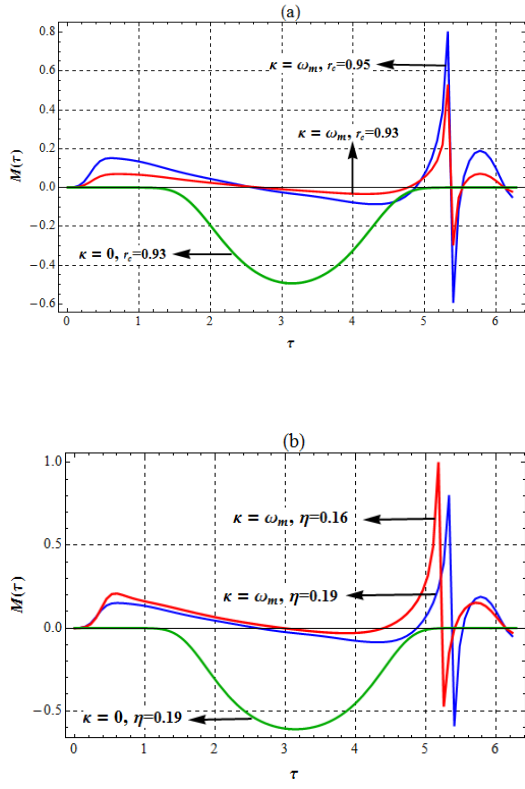 (a)
0.8
0.6
0.4
0.2
0.0
−0.2
−0.4
−0.6
M(τ)
κ = ω_m, r_c=0.95
κ = ω_m, r_c=0.93
κ = 0, r_c=0.93
0 1 2 3 4 5 6
τ
(b)
1.0
0.5
0.0
−0.5
M(τ)
κ = ω_m, η=0.16
κ = ω_m, η=0.19
κ = 0, η=0.19
0 1 2 3 4 5 6
τ